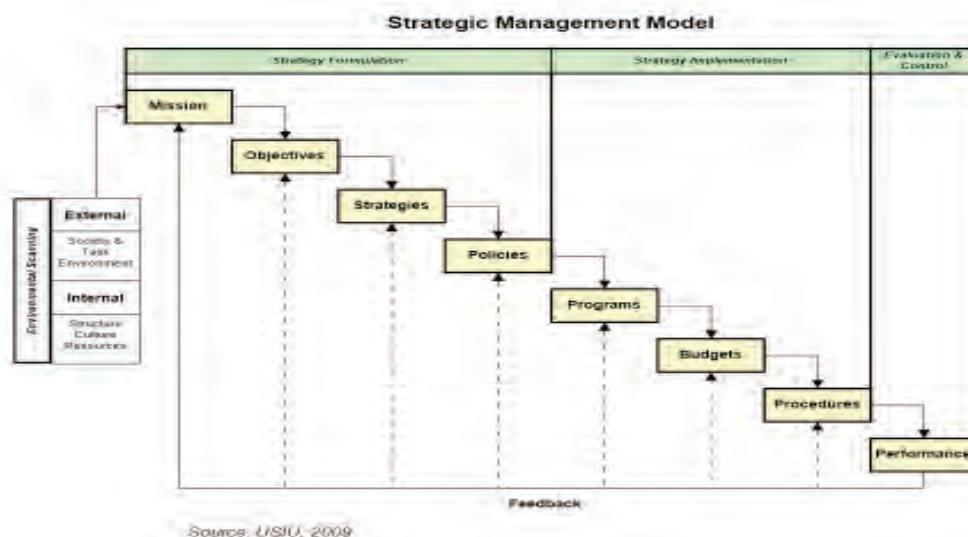 Strategic Management Model
Strategy Formulation
Strategy Implementation
Evaluation &
Control
Mission
Objectives
Strategies
Policies
Programs
Budgets
Procedures
Performance
Environmental Scanning
External
Society &
Task
Environment
Internal
Structure
Culture
Resources
Feedback
Source: USIU, 2009